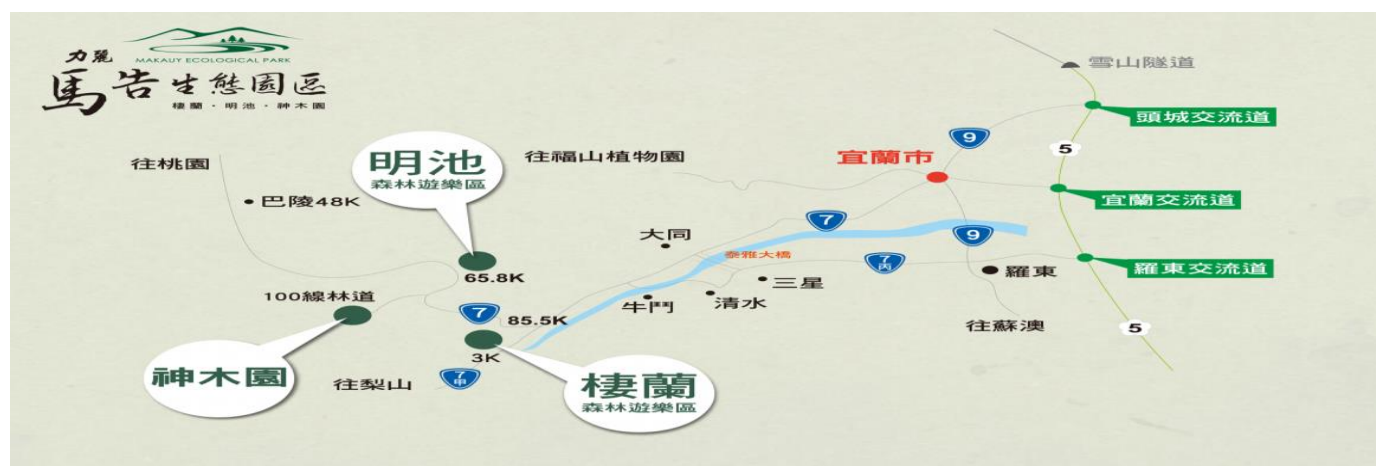 力麗
MAKAUY ECOLOGICAL PARK
馬告生態園區
棲蘭・明池・神木園
雪山隧道
頭城交流道
9
5
往桃園
明池
森林遊樂區
往福山植物園
宜蘭市
巴陵48K
宜蘭交流道
7
大同
9
泰雅大橋
7
丙
羅東
羅東交流道
65.8K
三星
100線林道
牛鬥
清水
7
85.5K
往蘇澳
5
3K
神木園
往梨山
7
甲
棲蘭
森林遊樂區